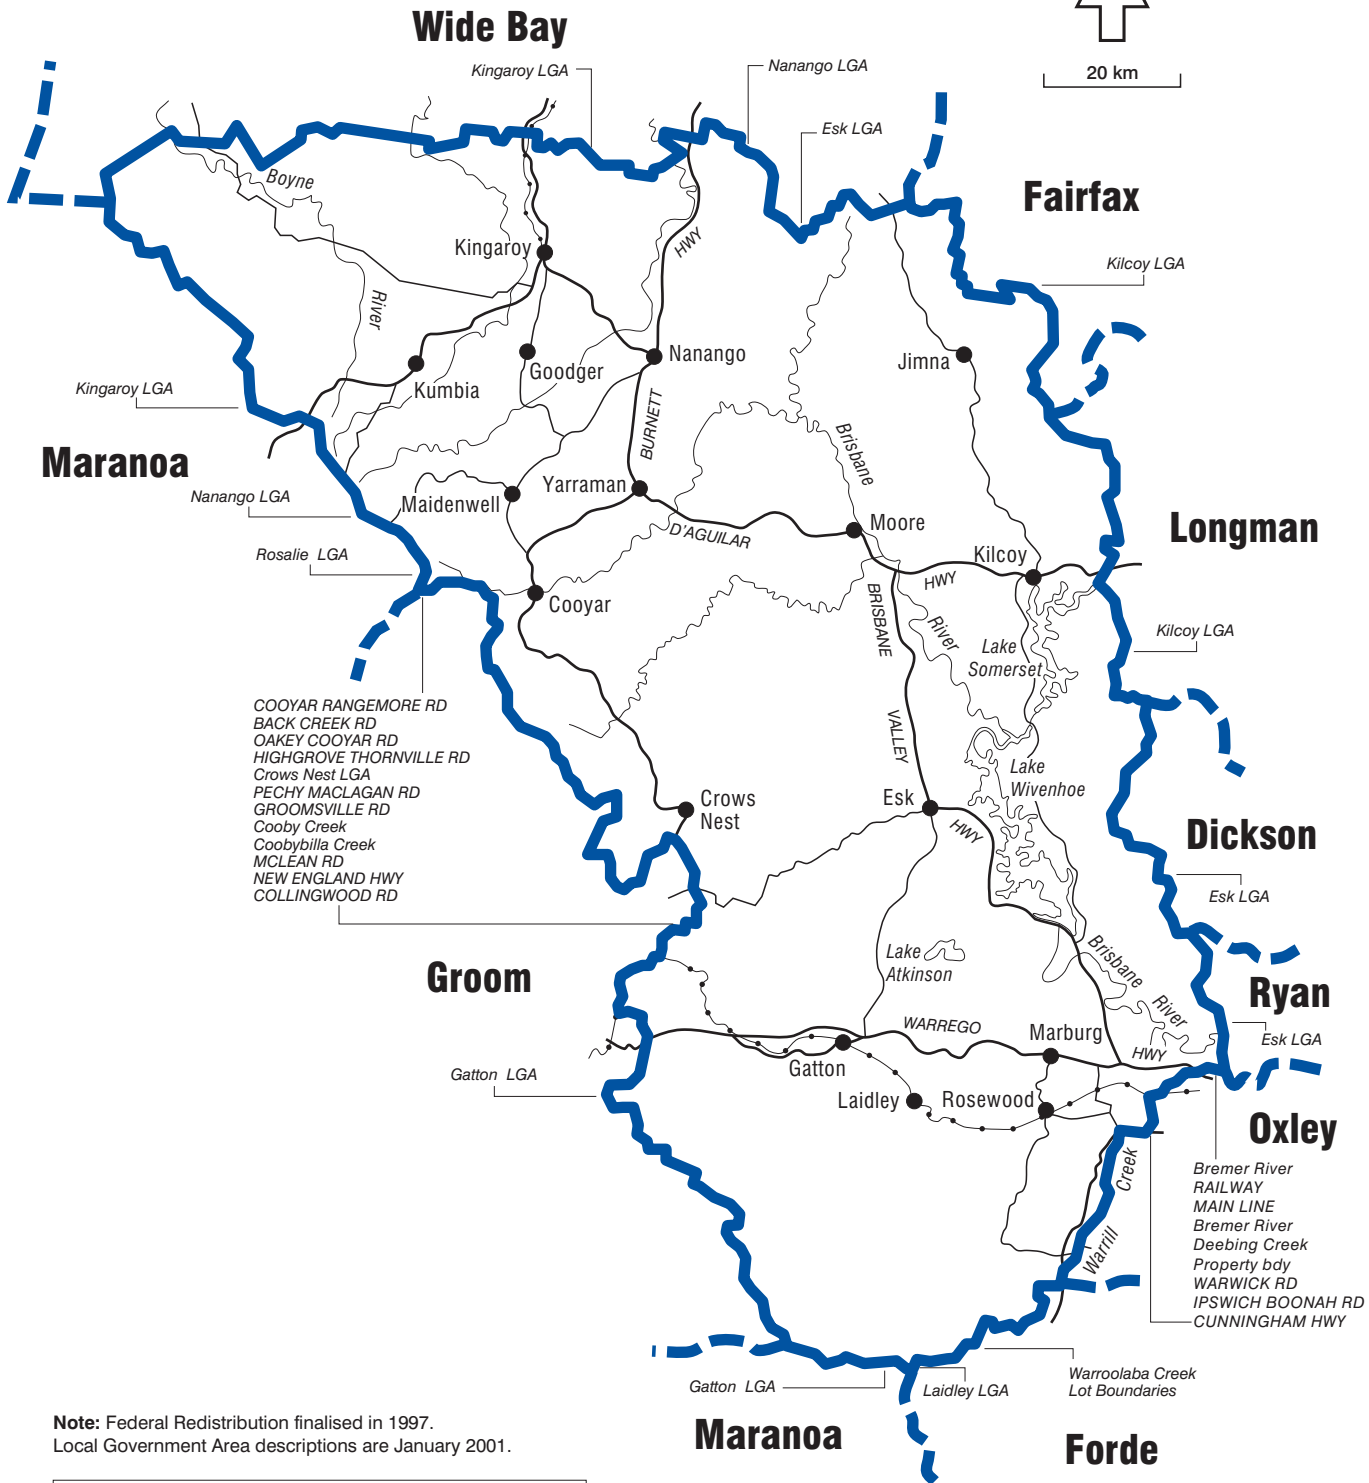 Wide Bay
20 km
Kingaroy LGA
Nanango LGA
Esk LGA
Boyne
Fairfax
Kingaroy
HWY
Kilcoy LGA
River
Nanango
Jimna
Goodger
Kumbia
Kingaroy LGA
BURNETT
Brisbane
Maranoa
Nanango LGA
Maidenwell
Yarraman
Moore
D'AGUILAR
Longman
Rosalie LGA
Kilcoy
HWY
Cooyar
BRISBANE
River
Kilcoy LGA
Lake
Somerset
COOYAR RANGEMORE RD
BACK CREEK RD
OAKEY COOYAR RD
HIGHGROVE THORNVILLE RD
Crows Nest LGA
PECHY MACLAGAN RD
GROOMSVILLE RD
Cooby Creek
Coobybilla Creek
MCLEAN RD
NEW ENGLAND HWY
COLLINGWOOD RD
VALLEY
Lake
Wivenhoe
Crows
Nest
Esk
HWY
Dickson
Esk LGA
Groom
Lake
Atkinson
Brisbane
River
Ryan
WARREGO
Marburg
HWY
Esk LGA
Gatton
Gatton LGA
Laidley
Rosewood
Oxley
Creek
Warrill
Bremer River
RAILWAY
MAIN LINE
Bremer River
Deebing Creek
Property bdy
WARWICK RD
IPSWICH BOONAH RD
CUNNINGHAM HWY
Warroolaba Creek
Lot Boundaries
Gatton LGA
Laidley LGA
Maranoa
Forde
Note: Federal Redistribution finalised in 1997.
Local Government Area descriptions are January 2001.